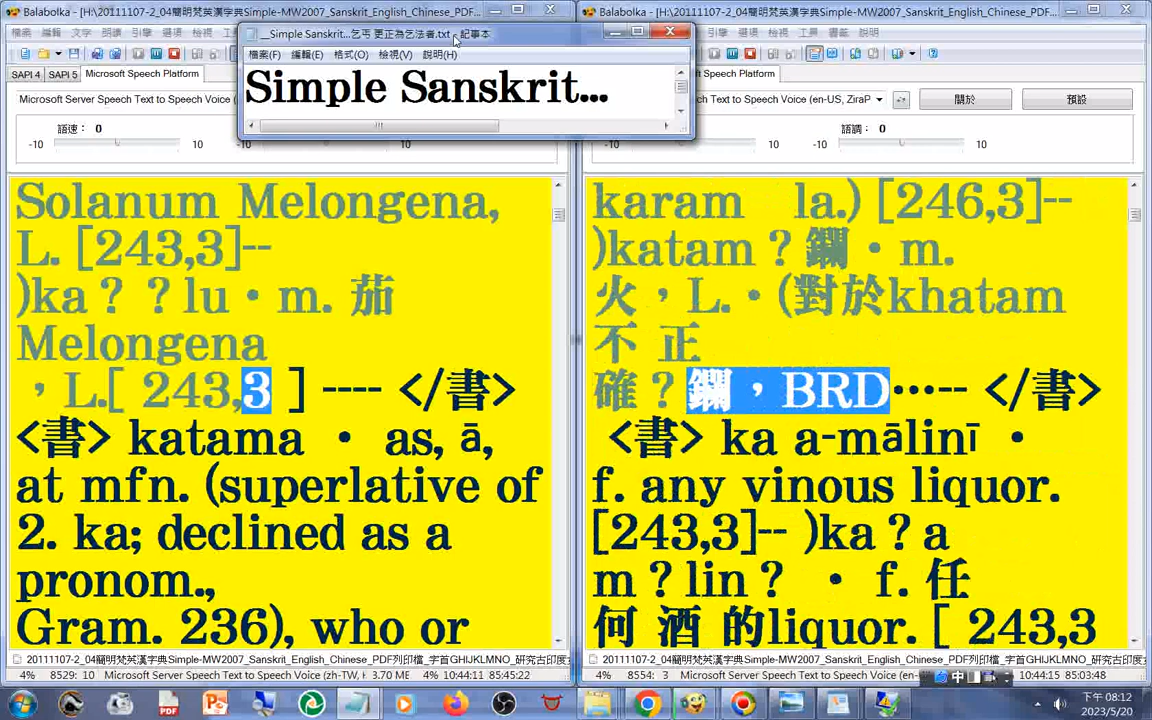 Balabolka - [H:\20111107-2_04簡明梵英漢字典Simple-MW2007_Sanskrit_English_Chinese_PDF...
Balabolka - [H:\20111107-2_04簡明梵英漢字典Simple-MW2007_Sanskrit_English_Chinese_PDF...
__Simple Sanskrit...乞丐 更正為乞法者.txt - 記事本
檔案(F) 編輯(E) 格式(O) 檢視(V) 說明(H)
Simple Sanskrit...
SAPI 4 SAPI 5 Microsoft Speech Platform
Speech Platform
Microsoft Server Speech Text to Speech Voice (
ch Text to Speech Voice (en-US, ZiraP
關於
預設
語速： 0
語調： 0
-10 10 -10 10
-10 10 -10 10
Solanum Melongena,
L. [243,3]--
)ka？？lu・m. 茄
Melongena
，L.[ 243,3 ] ---- </書>
<書> katama ・ as, ā,
at mfn. (superlative of
2. ka; declined as a
pronom.,
Gram. 236), who or
karam la.) [246,3]--
)katam？鑭・m.
火，L.・(對於khatam
不 正
確？鑭，BRD…-- </書>
<書> ka a-mālinī ・
f. any vinous liquor.
[243,3]-- )ka？a
m？lin？ ・ f. 任
何 酒 的liquor. [ 243,3
20111107-2_04簡明梵英漢字典Simple-MW2007_Sanskrit_English_Chinese_PDF列印檔_字首GHIJKLMNO_研究古印度
20111107-2_04簡明梵英漢字典Simple-MW2007_Sanskrit_English_Chinese_PDF列印檔_字首GHIJKLMNO_研究古印度
4% 8529: 10 Microsoft Server Speech Text to Speech Voice (zh-TW, 3.70 ME 4% 10:44:11 85:45:22
4% 8554: 3 Microsoft Server Speech Text to Speech Voice 10:44:15 85:03:48
中
下午 08:12
2023/5/20